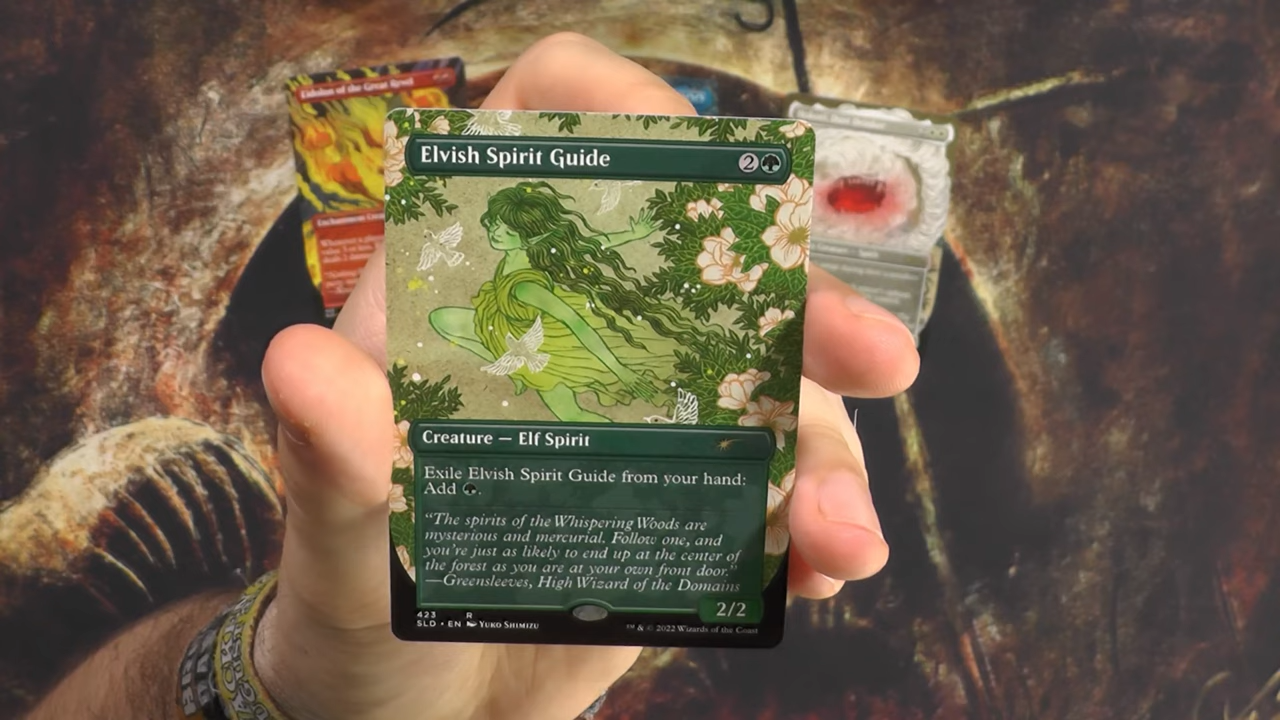 Eidolon of the Great Revel
Elvish Spirit Guide 2
Creature — Elf Spirit
Exile Elvish Spirit Guide from your hand:
Add .
“The spirits of the Whispering Woods are
mysterious and mercurial. Follow one, and
you're just as likely to end up at the center of
the forest as you are at your own front door.”
—Greensleeves, High Wizard of the Domains
2/2
423 R
SLD • EN YUKO SHIMIZU
™ & © 2022 Wizards of the Coast